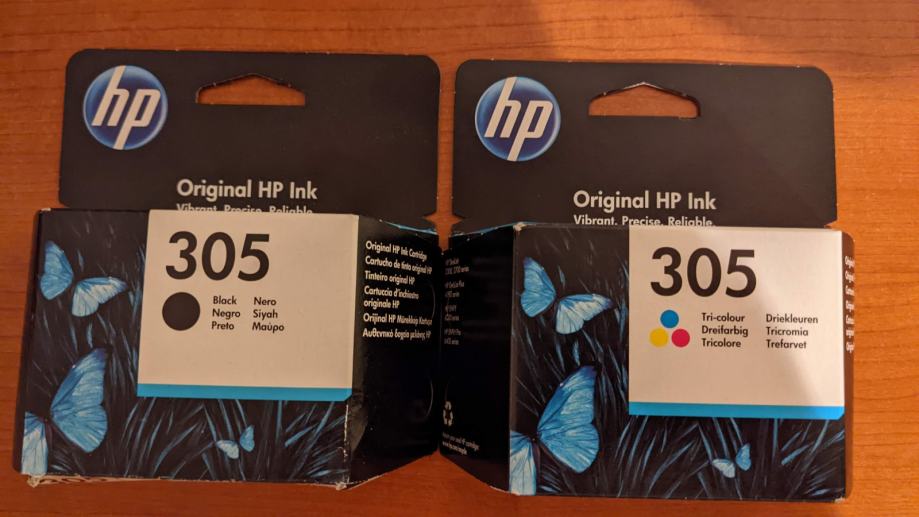 hp
Original HP Ink
Vibrant. Precise. Reliable.
305
Black Nero
Negro Siyah
Preto Μαύρο
Original HP Ink Cartridge
Cartucho de tinta original HP
Tinteiro original HP
Cartuccia d'inchiostro
originale HP
Orijinal HP Mürekkep Kartuşu
Αυθεντικό δοχείο μελάνης HP
hp
Original HP Ink
Vibrant. Precise. Reliable.
305
Tri-colour Driekleuren
Dreifarbig Tricromia
Tricolore Trefarvet